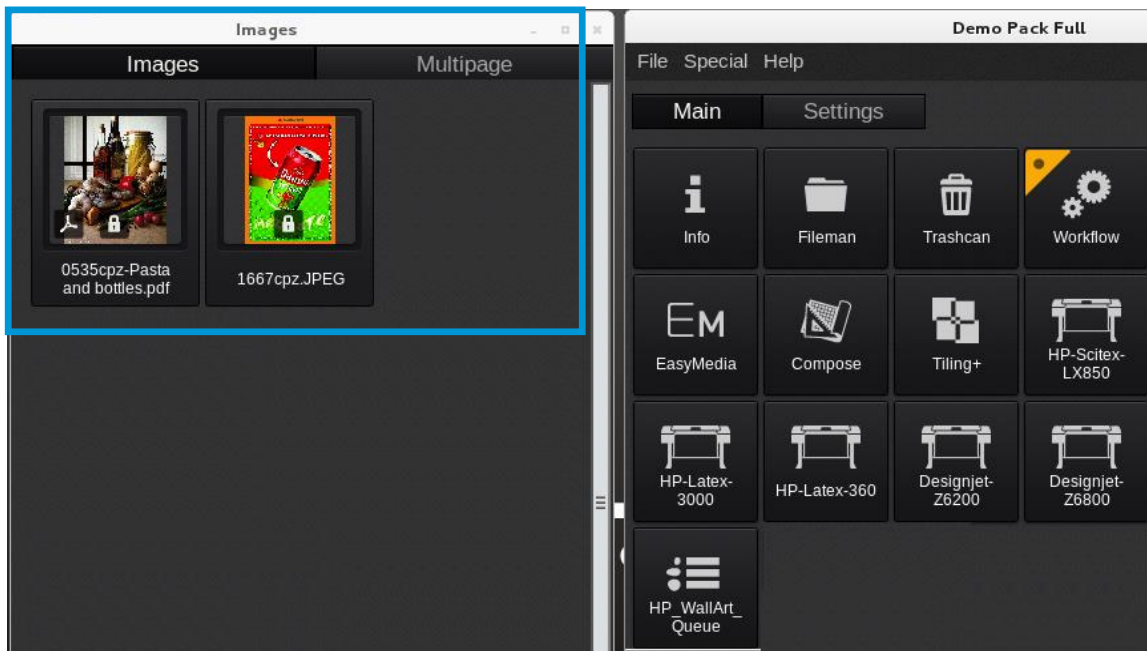 Images
Images
Multipage
0535cpz-Pasta
and bottles.pdf
1667cpz.JPEG
Demo Pack Full
File Special Help
Main
Settings
Info
Fileman
Trashcan
Workflow
EM
EasyMedia
Compose
Tiling+
HP-Scitex-
LX850
HP-Latex-
3000
HP-Latex-360
Designjet-
Z6200
Designjet-
Z6800
HP_WallArt_
Queue